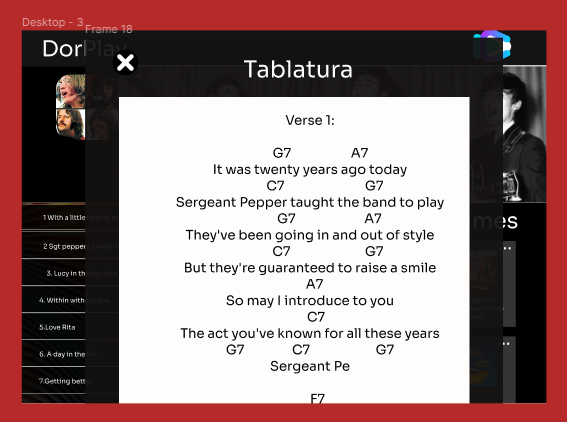 Desktop - 3
Frame 18
DorPlay
Tablatura
Verse 1:
G7 A7
It was twenty years ago today
C7 G7
Sergeant Pepper taught the band to play
G7 A7
They've been going in and out of style
C7 G7
But they're guaranteed to raise a smile
A7
So may I introduce to you
C7
The act you've known for all these years
G7 C7 G7
Sergeant Pe
F7
1 With a little
2 Sgt pepper
3. Lucy in the
4. Within without you
5.Love Rita
6. A day in the
7.Getting bett
mes